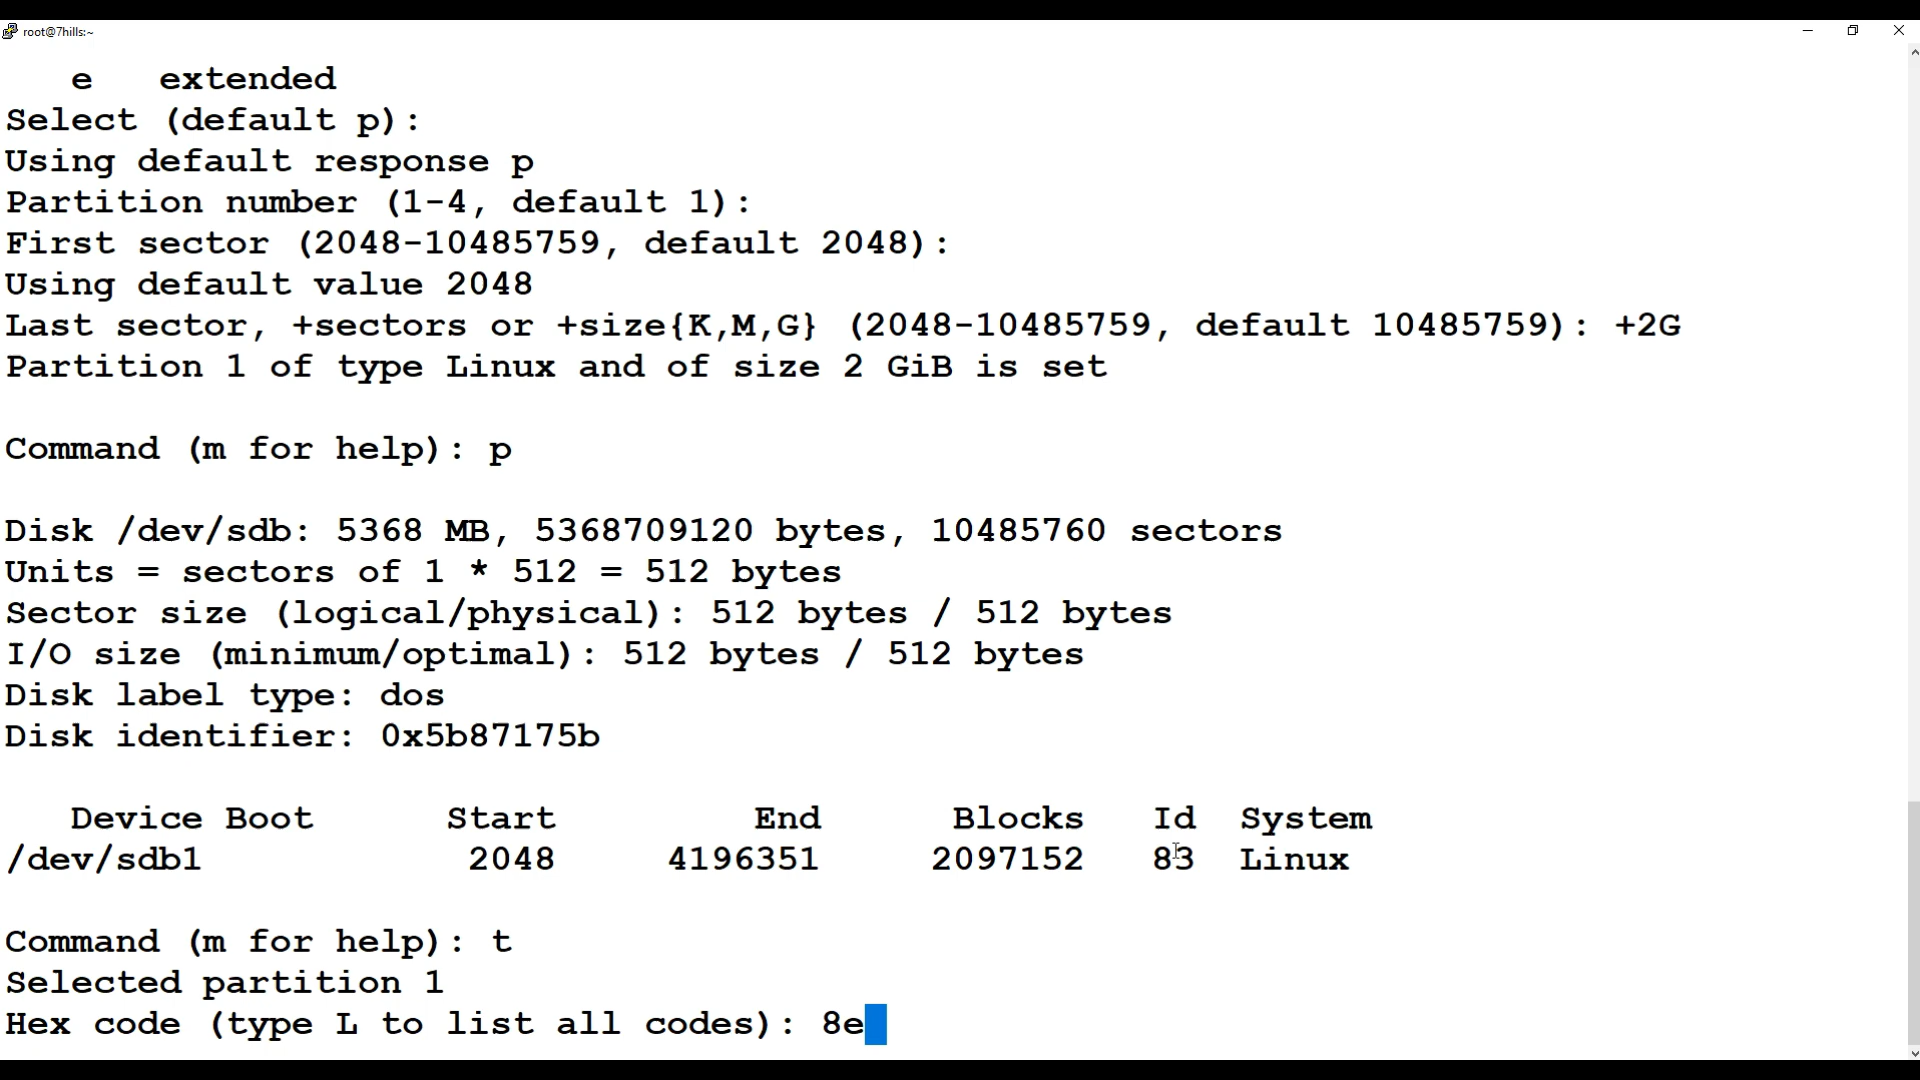 root@7hills:~
e extended
Select (default p):
Using default response p
Partition number (1-4, default 1):
First sector (2048-10485759, default 2048):
Using default value 2048
Last sector, +sectors or +size{K,M,G} (2048-10485759, default 10485759): +2G
Partition 1 of type Linux and of size 2 GiB is set
Command (m for help): p
Disk /dev/sdb: 5368 MB, 5368709120 bytes, 10485760 sectors
Units = sectors of 1 * 512 = 512 bytes
Sector size (logical/physical): 512 bytes / 512 bytes
I/O size (minimum/optimal): 512 bytes / 512 bytes
Disk label type: dos
Disk identifier: 0x5b87175b
Device Boot Start End Blocks Id System
/dev/sdb1 2048 4196351 2097152 83 Linux
Command (m for help): t
Selected partition 1
Hex code (type L to list all codes): 8e